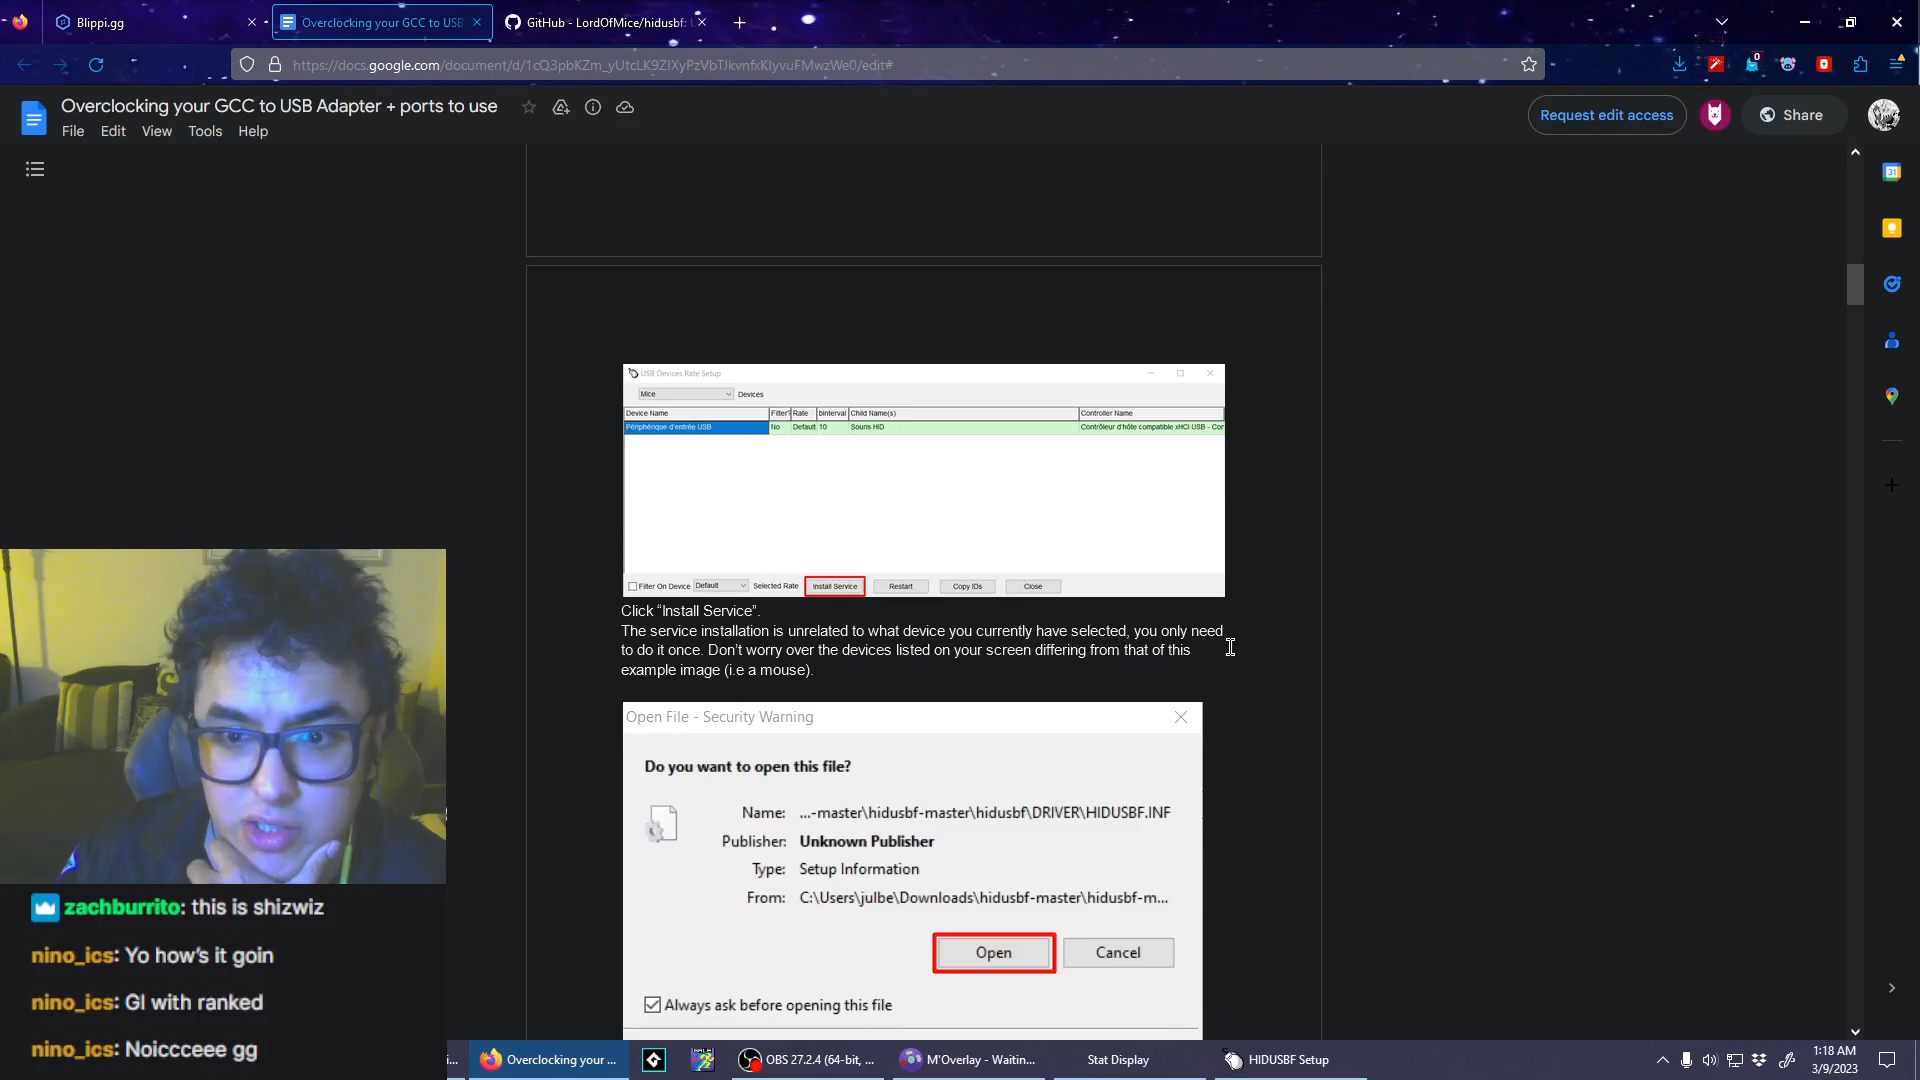 Blippi.gg
Overclocking your GCC to USB
GitHub - LordOfMice/hidusbf:
https://docs.google.com/document/d/1cQ3pbKZm_yUtcLK9ZIXyPzVbTJkvnfxKIyvuFMwzWe0/edit#
0
Overclocking your GCC to USB Adapter + ports to use
File Edit View Tools Help
Request edit access
Share
31
USB Devices Rate Setup
Mice Devices
Device Name Filter? Rate bInterval Child Name(s) Controller Name
Périphérique d'entrée USB No Default 10 Souris HID Contrôleur d'hôte compatible xHCI USB - Cor
Filter On Device Default Selected Rate Install Service Restart Copy IDs Close
Click “Install Service”.
The service installation is unrelated to what device you currently have selected, you only need
to do it once. Don’t worry over the devices listed on your screen differing from that of this
example image (i.e a mouse).
Open File - Security Warning
Do you want to open this file?
Name: ...-master\hidusbf-master\hidusbf\DRIVER\HIDUSBF.INF
Publisher: Unknown Publisher
Type: Setup Information
From: C:\Users\julbe\Downloads\hidusbf-master\hidusbf-m...
Open Cancel
Always ask before opening this file
zachburrito: this is shizwiz
nino_ics: Yo how's it goin
nino_ics: Gl with ranked
nino_ics: Noiccceee gg
i... Overclocking your ... OBS 27.2.4 (64-bit, ... M'Overlay - Waitin... Stat Display HIDUSBF Setup
1:18 AM
3/9/2023